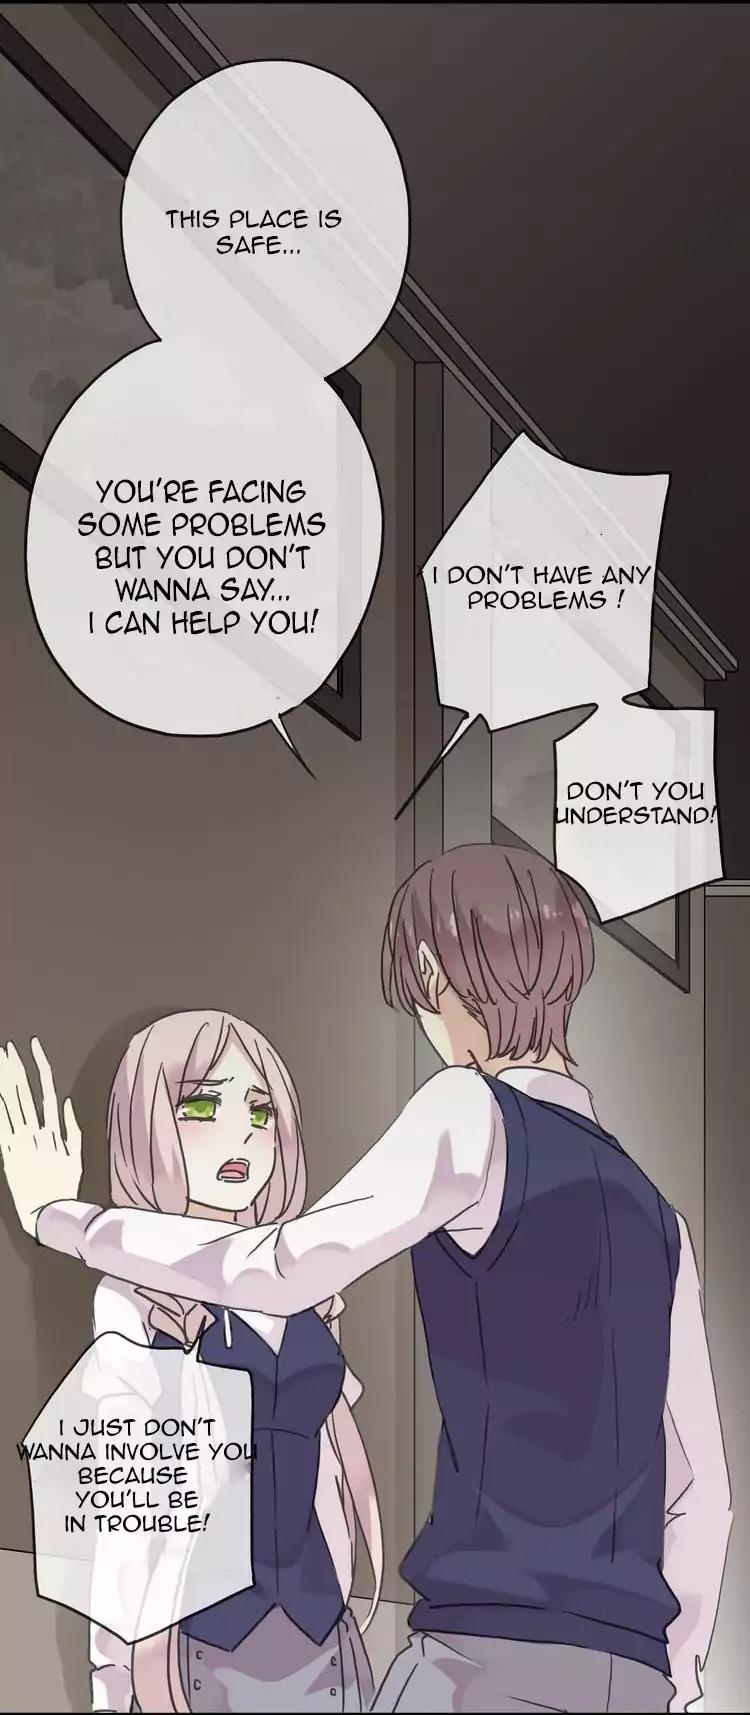 THIS PLACE IS
SAFE...
YOU'RE FACING
SOME PROBLEMS
BUT YOU DON'T
WANNA SAY...
I CAN HELP YOU!
I DON'T HAVE ANY
PROBLEMS !
DON'T YOU
UNDERSTAND!
I JUST DON'T
WANNA INVOLVE YOU
BECAUSE
YOU'LL BE
IN TROUBLE!